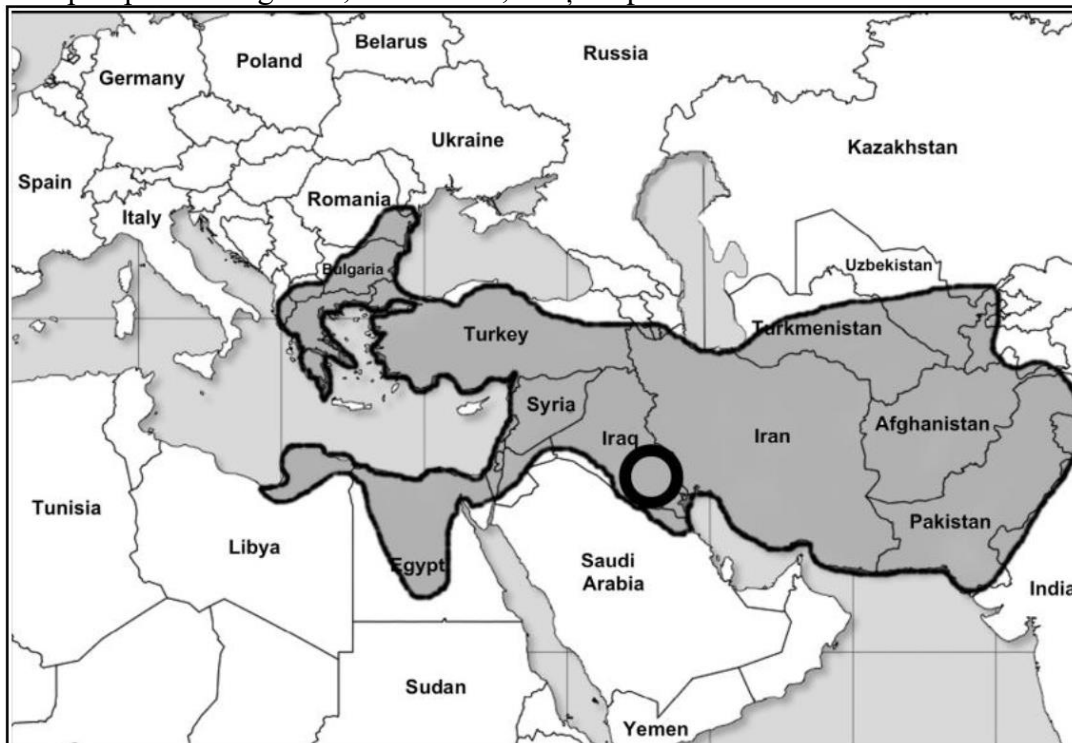 Belarus
Russia
Poland
Germany
Ukraine
Kazakhstan
Spain
Romania
Italy
Bulgaria
Uzbekistan
Turkey
Turkmenistan
Syria
Afghanistan
Iraq
Iran
Tunisia
Pakistan
Libya
Egypt
Saudi
Arabia
India
Sudan
Yemen